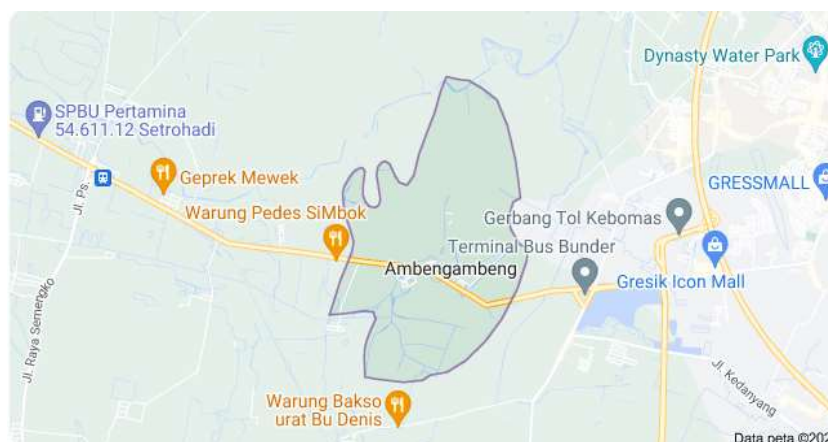 Dynasty Water Park
SPBU Pertamina
54.611.12 Setrohadi
Geprek Mewek
Jl. Ps.
GRESSMALL
Warung Pedes SiMbok
Gerbang Tol Kebomas
Terminal Bus Bunder
Ambengambeng
Gresik Icon Mall
Jl. Raya Semengko
Jl. Kedanyang
Warung Bakso
urat Bu Denis
Data peta ©202